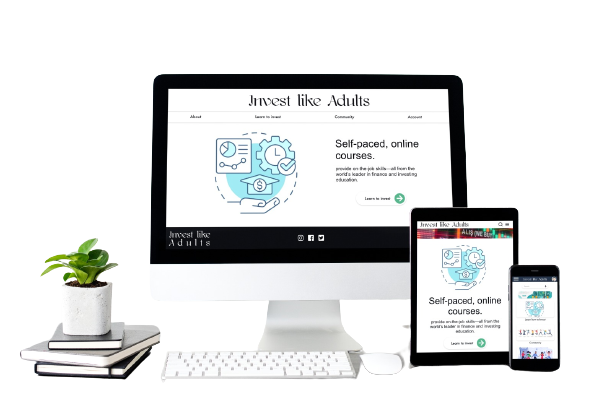 Invest like Adults
About Learn to Invest Community Account
Self-paced, online
courses.
provide on-the-job skills—all from the
world's leader in finance and investing
education.
Learn to Invest
Invest like
Adults
Invest like Adults
Self-paced, online
courses.
provide on-the-job skills—all from the
world's leader in finance and investing
education.
Learn to Invest
Invest like Adults